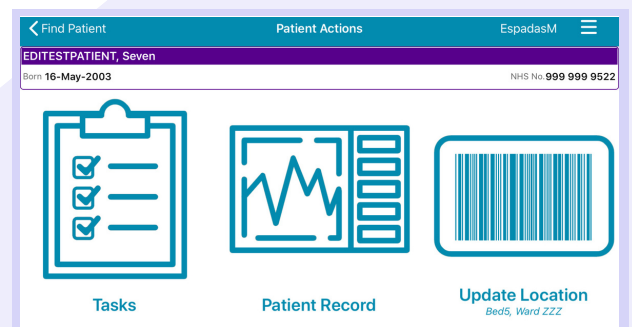 Find Patient Patient Actions EspadasM
EDITESTPATIENT, Seven
Born 16-May-2003 NHS No. 999 999 9522
Tasks Patient Record Update Location
Bed5, Ward ZZZ